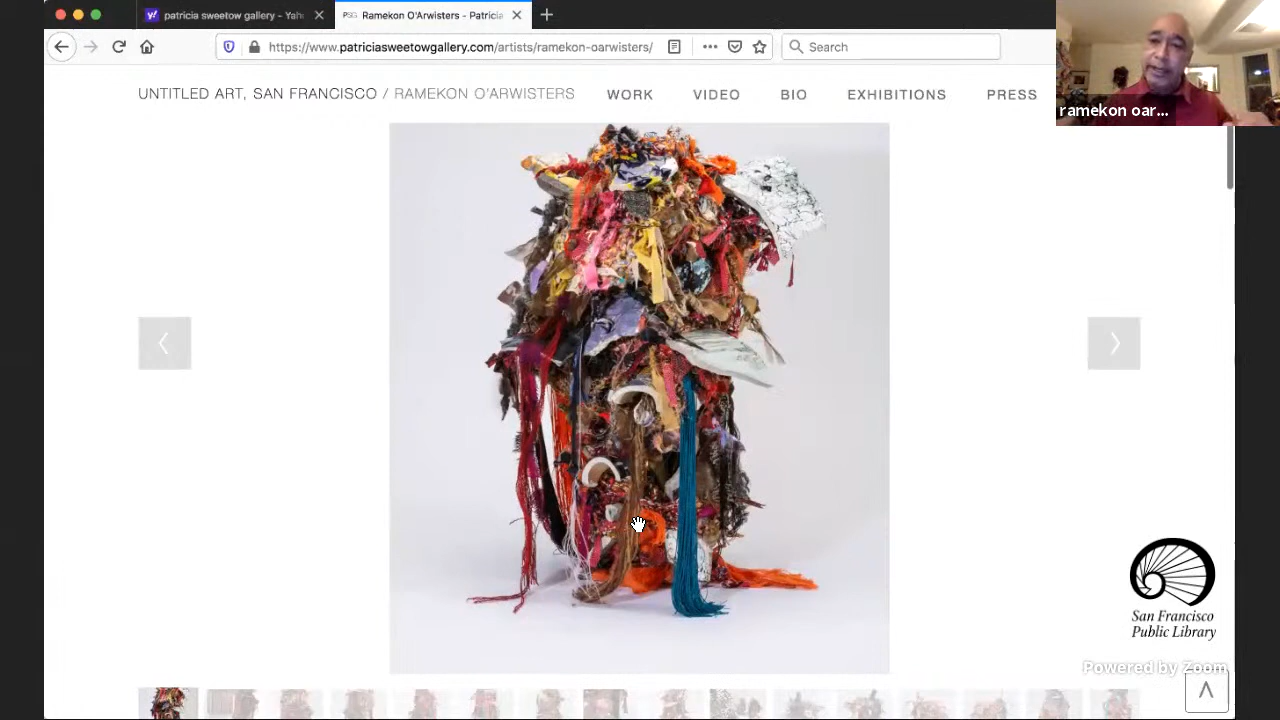 patricia sweetow gallery - Yah
PSG Ramekon O'Arwisters - Patricia
https://www.patriciasweetowgallery.com/artists/ramekon-oarwisters/
Search
ramekon oar...
UNTITLED ART, SAN FRANCISCO / RAMEKON O'ARWISTERS
WORK
VIDEO
BIO
EXHIBITIONS
PRESS
San Francisco
Public Library
Powered by Zoom